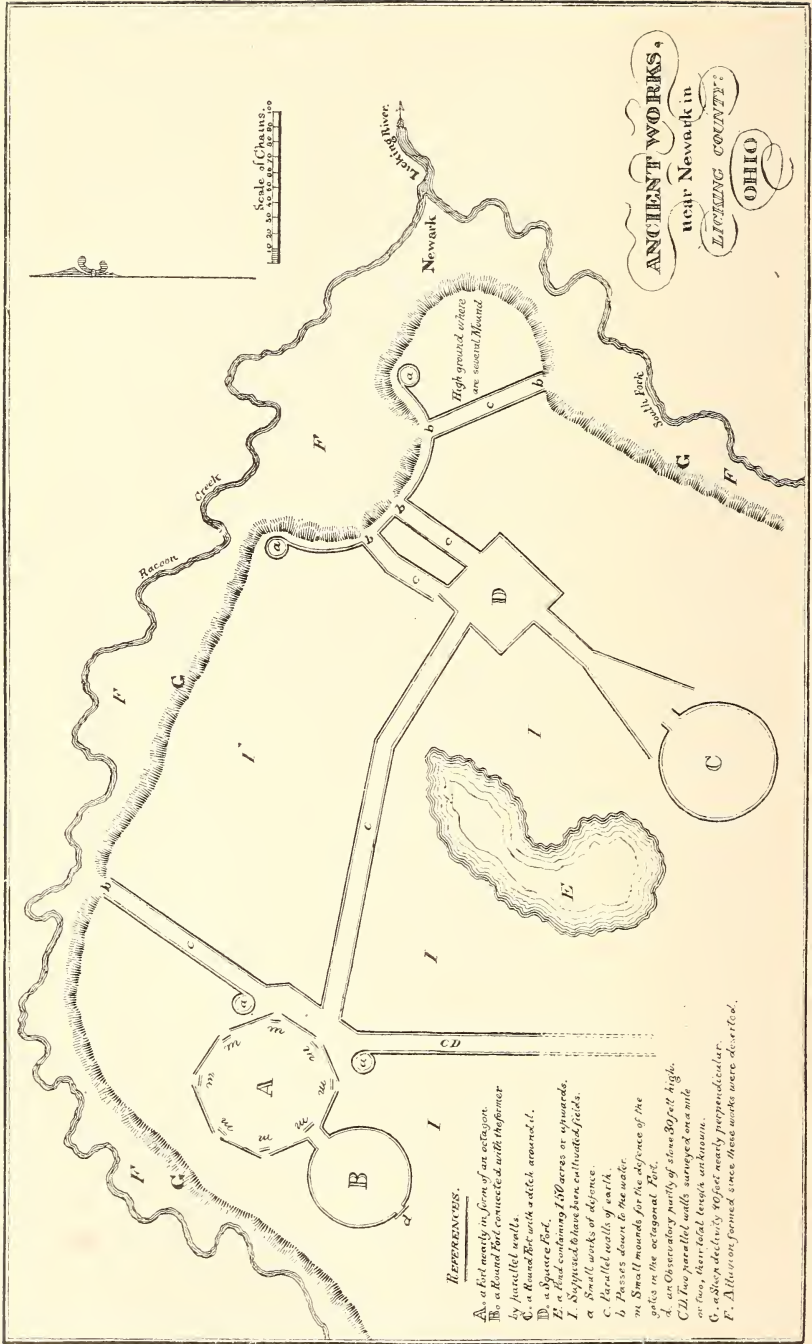 ANCIENT WORKS,
near Newark in
LICKING COUNTY:
OHIO
Scale of Chains.
10 20 30 40 50 60 70 80 90 100
Licking River.
Newark
Racoon
Creek
South Fork
High ground where
are several Mound
F
F
F
F
G
G
G
I
I
I
I
A
B
C
D
E
a
a
a
a
b
b
b
b
b
c
c
c
c
c
CD
d
m
m
m
m
m
m
m
m
REFERENCES.
A. a Fort nearly in form of an octagon.
B. a Round Fort connected with the former
by parallel walls.
C. a Round Fort with a ditch around it.
D. a Square Fort.
E a Pond containing 150 acres or upwards.
I. Supposed to have been cultivated fields.
a Small works of defence.
c. Parallel walls of earth.
b Passes down to the water.
m Small mounds for the defence of the
gates in the octagonal Fort.
d. an Observatory partly of stone 30 feet high.
CD. Two parallel walls surveyed on a mile
or two, their total length unknown.
G. a Steep declivity 40 feet nearly perpendicular.
F. Alluvion formed since these works were deserted.